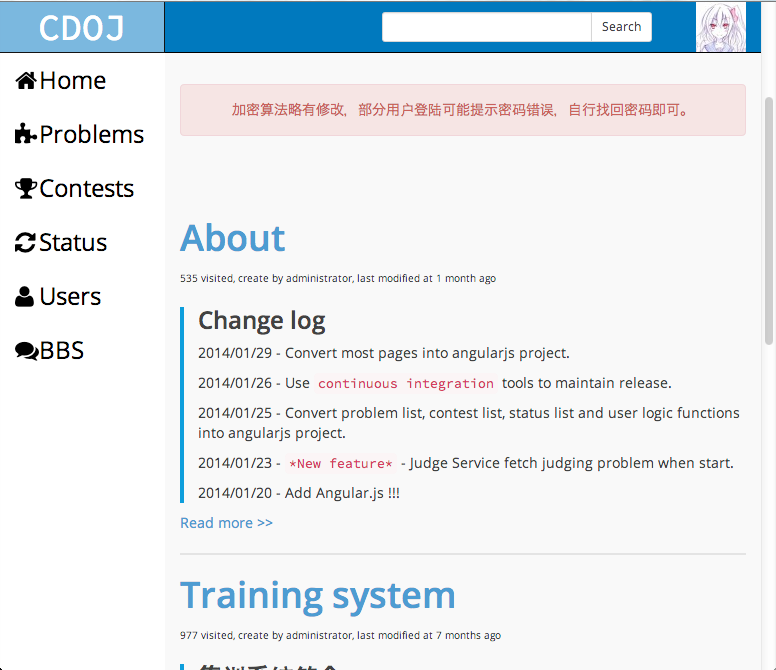 CDOJ
Search
Home
Problems
Contests
Status
Users
BBS
加密算法略有修改，部分用户登陆可能提示密码错误，自行找回密码即可。
About
535 visited, create by administrator, last modified at 1 month ago
Change log
2014/01/29 - Convert most pages into angularjs project.
2014/01/26 - Use continuous integration tools to maintain release.
2014/01/25 - Convert problem list, contest list, status list and user logic functions
into angularjs project.
2014/01/23 - *New feature* - Judge Service fetch judging problem when start.
2014/01/20 - Add Angular.js !!!
Read more >>
Training system
977 visited, create by administrator, last modified at 7 months ago